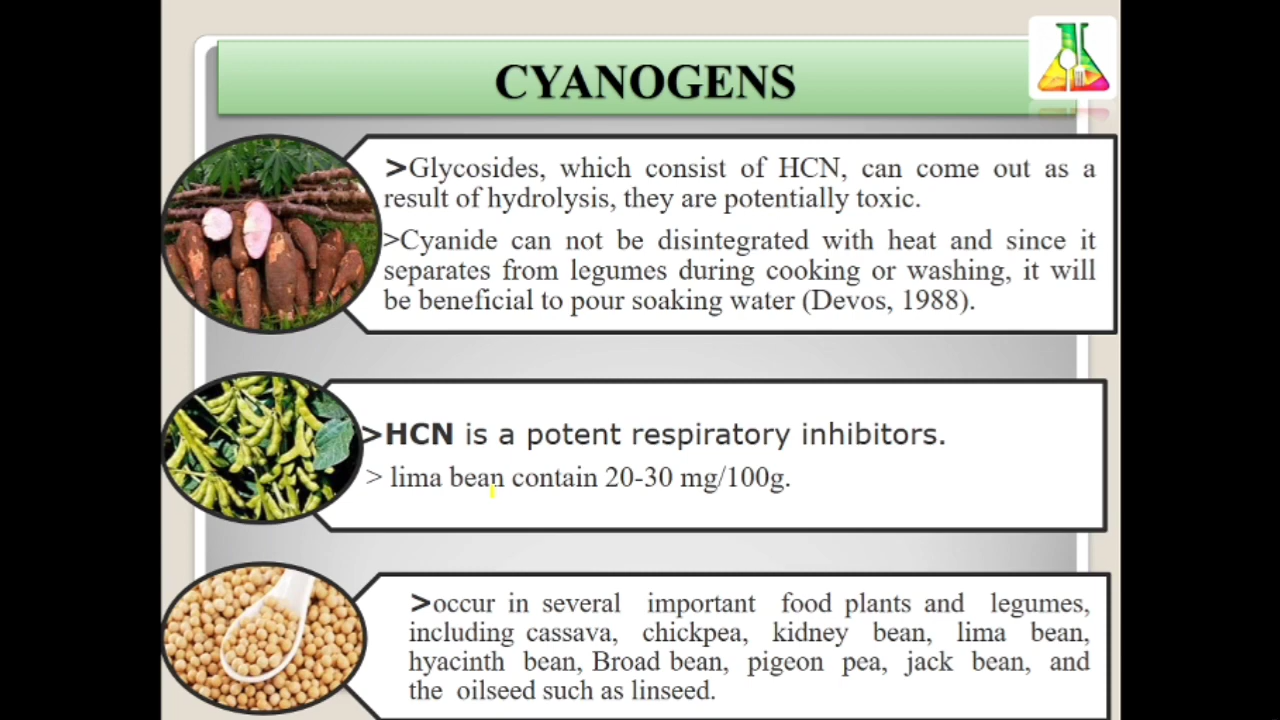 CYANOGENS
>Glycosides, which consist of HCN, can come out as a
result of hydrolysis, they are potentially toxic.
>Cyanide can not be disintegrated with heat and since it
separates from legumes during cooking or washing, it will
be beneficial to pour soaking water (Devos, 1988).
>HCN is a potent respiratory inhibitors.
> lima bean contain 20-30 mg/100g.
>occur in several important food plants and legumes,
including cassava, chickpea, kidney bean, lima bean,
hyacinth bean, Broad bean, pigeon pea, jack bean, and
the oilseed such as linseed.